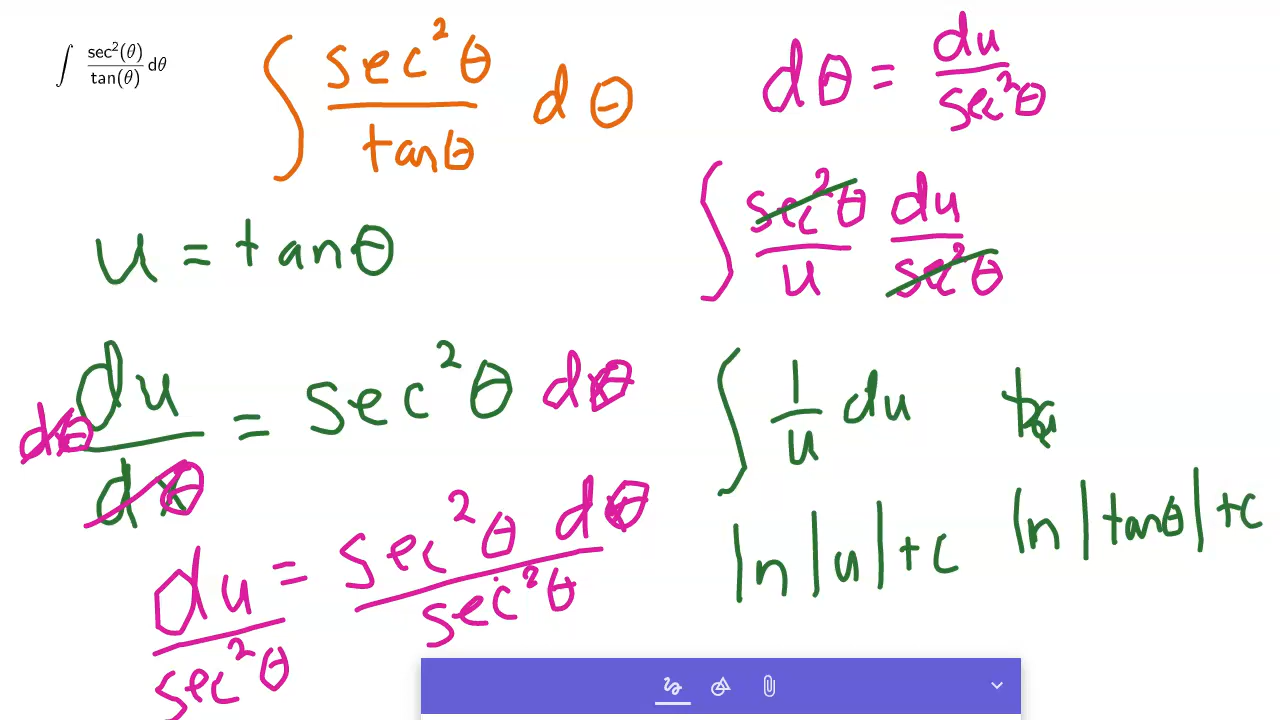 ∫ sec²(θ)/tan(θ) dθ
∫ sec²θ/tanθ dθ
u = tanθ
dθ du/dθ = sec²θ dθ
du/sec²θ = sec²θ dθ/sec²θ
dθ = du/sec²θ
∫ sec²θ/u du/sec²θ
∫ 1/u du
ln|u|+c
ln|tanθ|+c